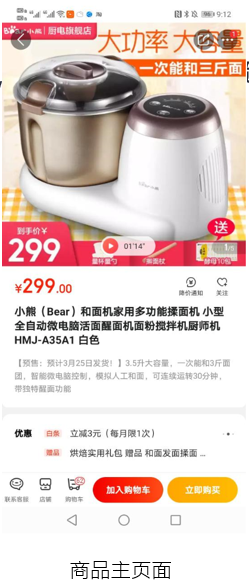 9:12
Bear小熊 | 厨电旗舰店
大功率 大容量
一次能和三斤面
到手价
299
01'14"
送
1/5
¥299.00
降价通知 关注
小熊（Bear）和面机家用多功能揉面机 小型
全自动微电脑活面醒面机面粉搅拌机厨师机
HMJ-A35A1 白色
【预售：预计3月25日发货！】3.5升大容量，一次能和3斤面
团，智能微电脑控制，模拟人工和面，可连续运转30分钟，
带独特醒面功能
优惠 白条 立减3元（每月限1次）
赠品 烘焙实用礼包 赠品 和面发面揉面 ...
联系客服 店铺 购物车 加入购物车 立即购买
商品主页面